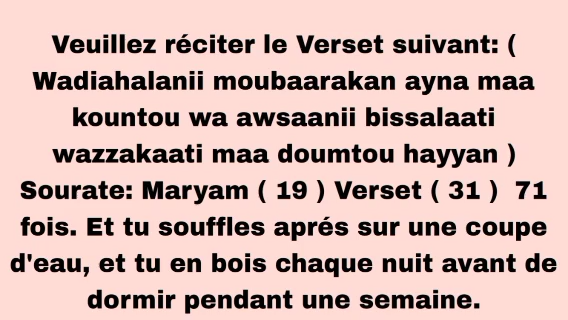 Veuillez réciter le Verset suivant: (
Wadiahalanii moubaarakan ayna maa
kountou wa awsaanii bissalaati
wazzakaati maa doumtou hayyan )
Sourate: Maryam ( 19 ) Verset ( 31 )  71
fois. Et tu souffles aprés sur une coupe
d'eau, et tu en bois chaque nuit avant de
dormir pendant une semaine.